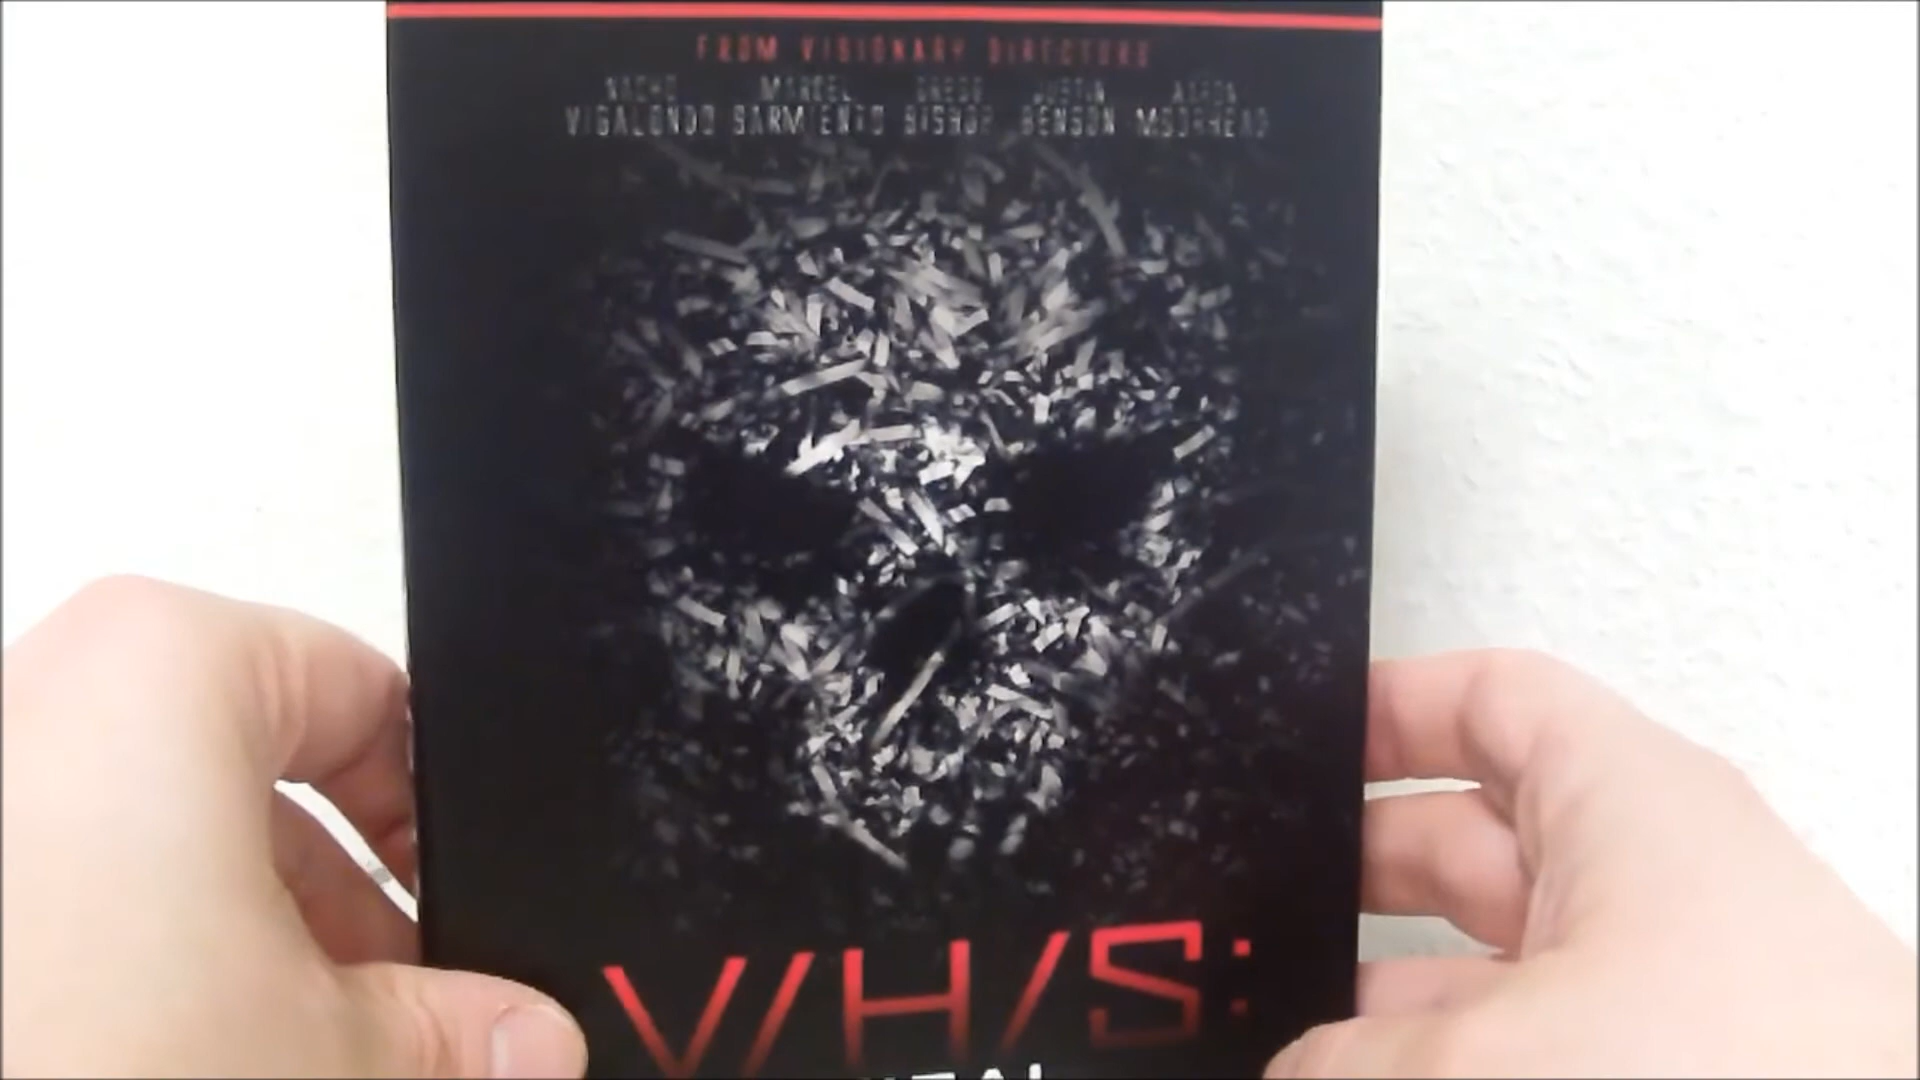 FROM VISIONARY DIRECTORS
NACHO MARCEL GREGG JUSTIN AARON
VIGALONDO SARMIENTO BISHOP BENSON MOORHEAD
V/H/S: